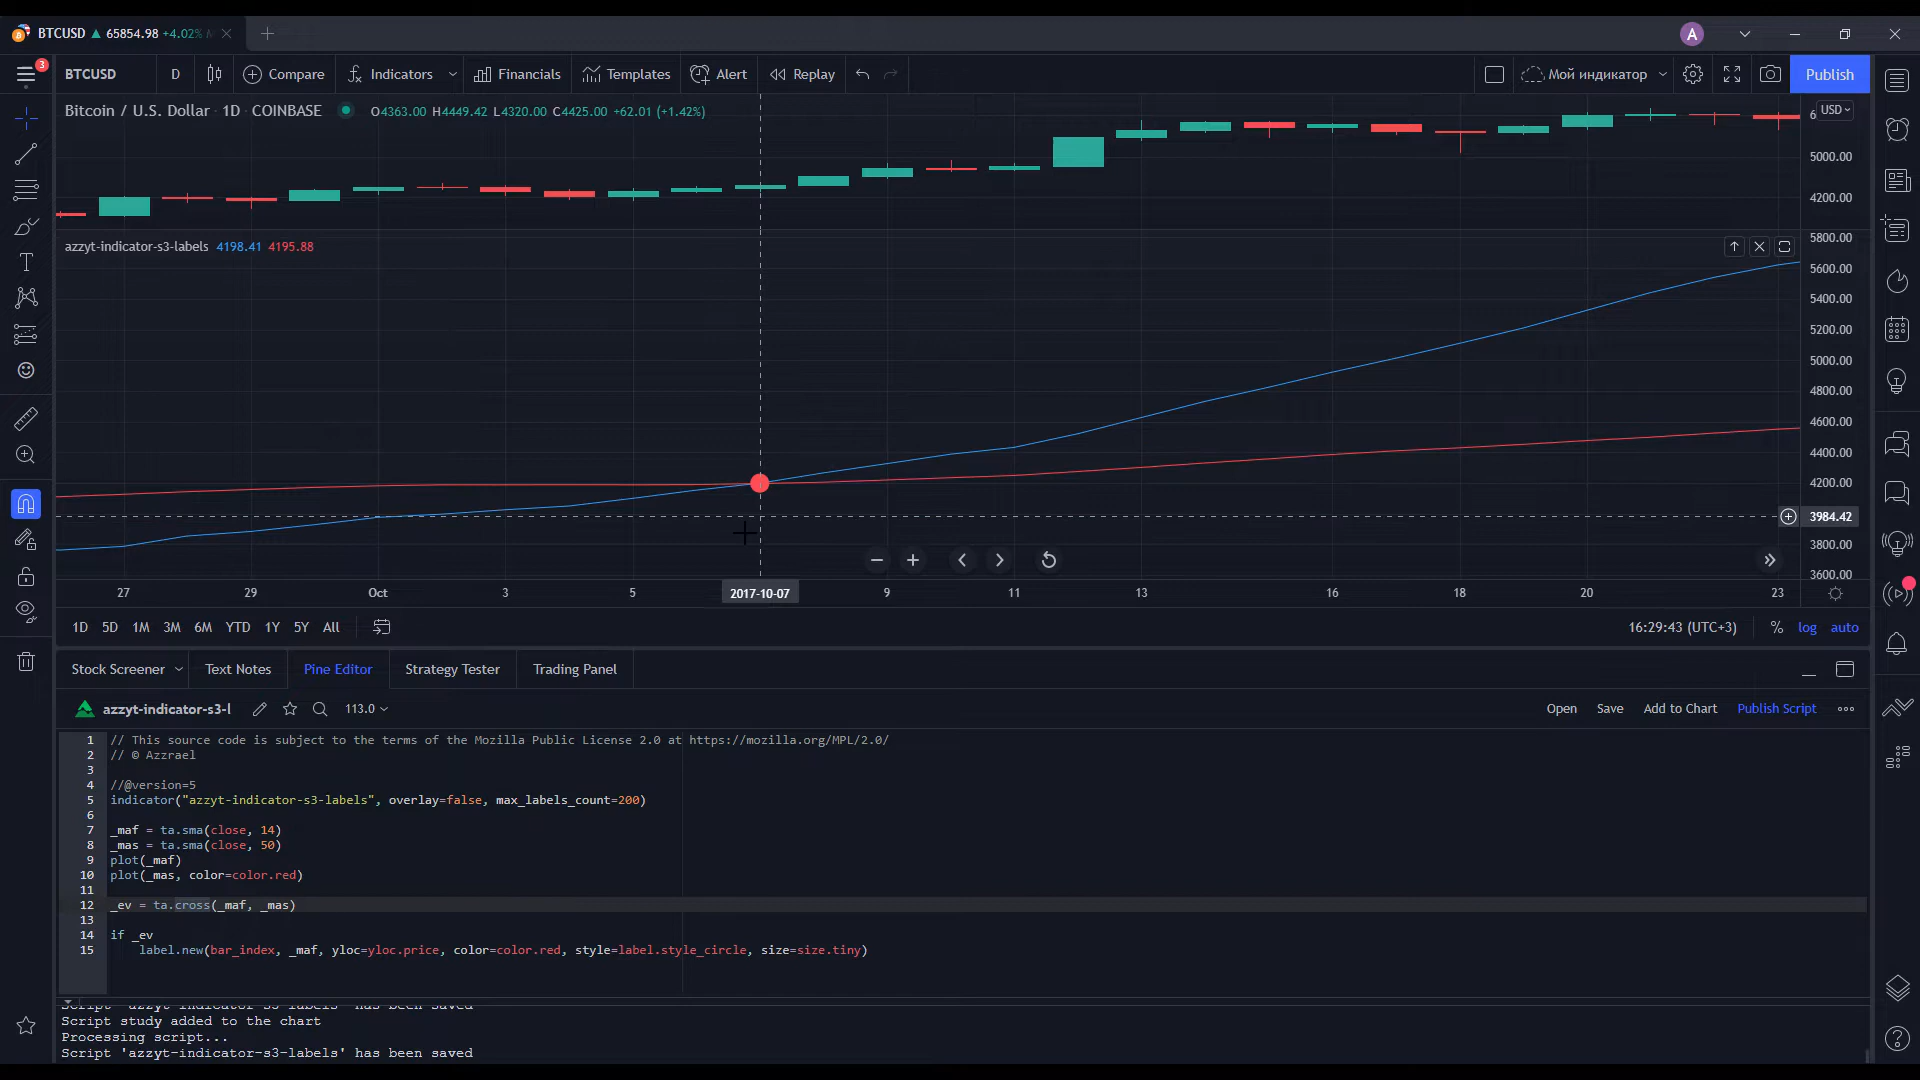 BTCUSD ▲ 65854.98 +4.02%
A
3
BTCUSD D Compare Indicators Financials Templates Alert Replay Мой индикатор Publish
Bitcoin / U.S. Dollar · 1D · COINBASE O4363.00 H4449.42 L4320.00 C4425.00 +62.01 (+1.42%)
USD
5000.00
4200.00
azzyt-indicator-s3-labels 4198.41 4195.88
5800.00
5600.00
5400.00
5200.00
5000.00
4800.00
4600.00
4400.00
4200.00
3984.42
3800.00
3600.00
27 29 Oct 3 5 2017-10-07 9 11 13 16 18 20 23
1D 5D 1M 3M 6M YTD 1Y 5Y All 16:29:43 (UTC+3) % log auto
Stock Screener Text Notes Pine Editor Strategy Tester Trading Panel
azzyt-indicator-s3-l 113.0 Open Save Add to Chart Publish Script
1 // This source code is subject to the terms of the Mozilla Public License 2.0 at https://mozilla.org/MPL/2.0/
2 // © Azzrael
3
4 //@version=5
5 indicator("azzyt-indicator-s3-labels", overlay=false, max_labels_count=200)
6
7 _maf = ta.sma(close, 14)
8 _mas = ta.sma(close, 50)
9 plot(_maf)
10 plot(_mas, color=color.red)
11
12 _ev = ta.cross(_maf, _mas)
13
14 if _ev
15 label.new(bar_index, _maf, yloc=yloc.price, color=color.red, style=label.style_circle, size=size.tiny)
Script 'azzyt-indicator-s3-labels' has been saved
Script study added to the chart
Processing script...
Script 'azzyt-indicator-s3-labels' has been saved